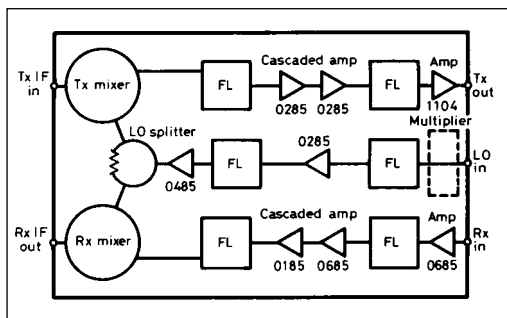 Cascaded amp
Amp
Tx IF
in
Tx mixer
FL
FL
Tx
out
0285
0285
1104
Multiplier
LO splitter
0285
FL
FL
LO
in
0485
Cascaded amp
Amp
Rx IF
out
Rx mixer
FL
FL
Rx
in
0185
0685
0685